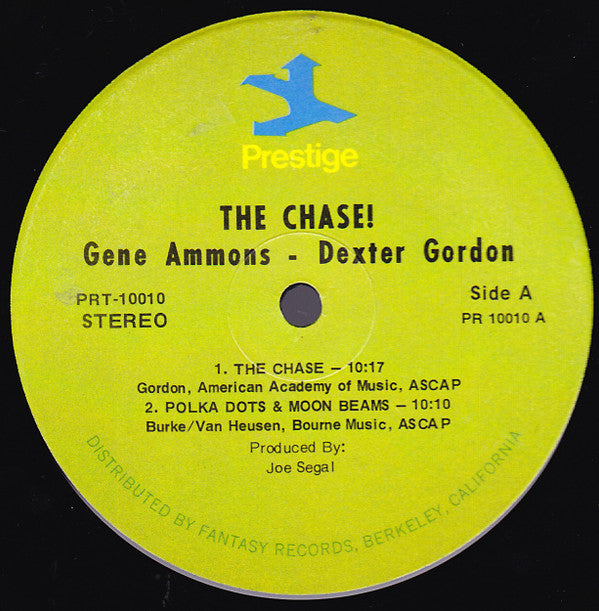 Prestige
THE CHASE!
Gene Ammons - Dexter Gordon
PRT-10010
STEREO
Side A
PR 10010 A
1. THE CHASE – 10:17
Gordon, American Academy of Music, ASCAP
2. POLKA DOTS & MOON BEAMS – 10:10
Burke/Van Heusen, Bourne Music, ASCAP
Produced By:
Joe Segal
DISTRIBUTED BY FANTASY RECORDS, BERKELEY, CALIFORNIA